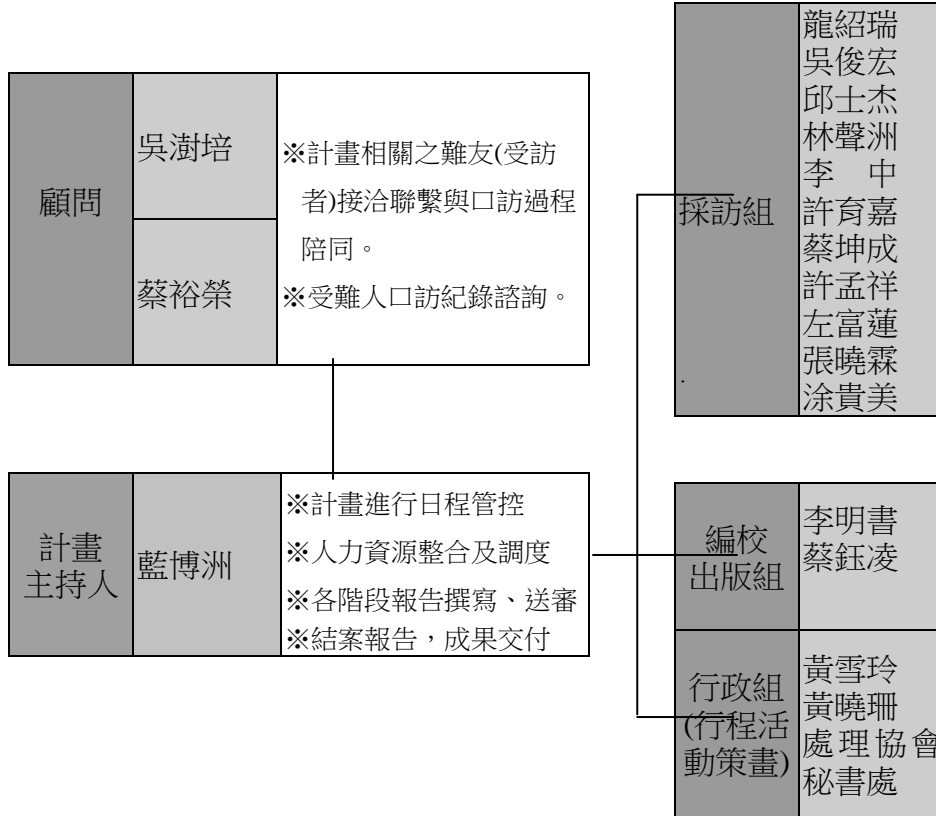 顧問
吳澍培
蔡裕榮
※計畫相關之難友(受訪
者)接洽聯繫與口訪過程
陪同。
※受難人口訪紀錄諮詢。
計畫
主持人
藍博洲
※計畫進行日程管控
※人力資源整合及調度
※各階段報告撰寫、送審
※結案報告，成果交付
採訪組
.
龍紹瑞
吳俊宏
邱士杰
林聲洲
李　中
許育嘉
蔡坤成
許孟祥
左富蓮
張曉霖
涂貴美
編校
出版組
李明書
蔡鈺凌
行政組
(行程活
動策畫)
黃雪玲
黃曉珊
處理協會
秘書處